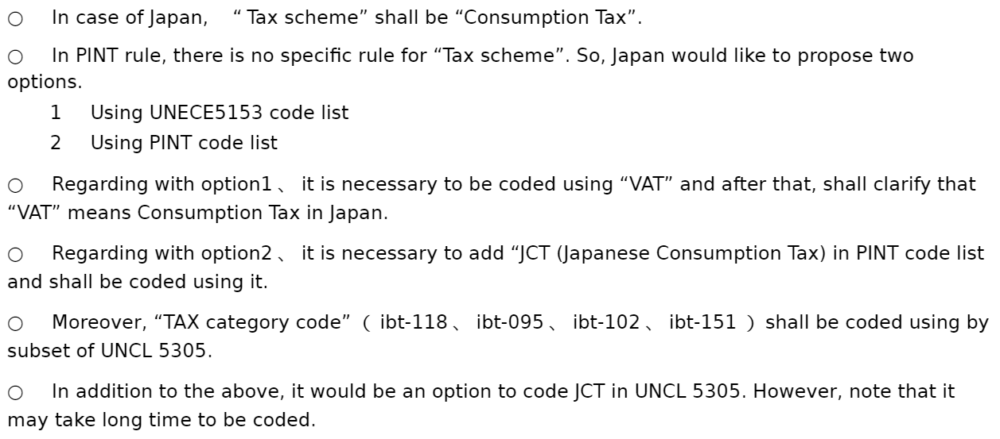 ○ In case of Japan, “ Tax scheme” shall be “Consumption Tax”.
○ In PINT rule, there is no specific rule for “Tax scheme”. So, Japan would like to propose two
options.
1 Using UNECE5153 code list
2 Using PINT code list
○ Regarding with option1、 it is necessary to be coded using “VAT” and after that, shall clarify that
“VAT” means Consumption Tax in Japan.
○ Regarding with option2、 it is necessary to add “JCT (Japanese Consumption Tax) in PINT code list
and shall be coded using it.
○ Moreover, “TAX category code”（ibt-118、 ibt-095、 ibt-102、 ibt-151）shall be coded using by
subset of UNCL 5305.
○ In addition to the above, it would be an option to code JCT in UNCL 5305. However, note that it
may take long time to be coded.